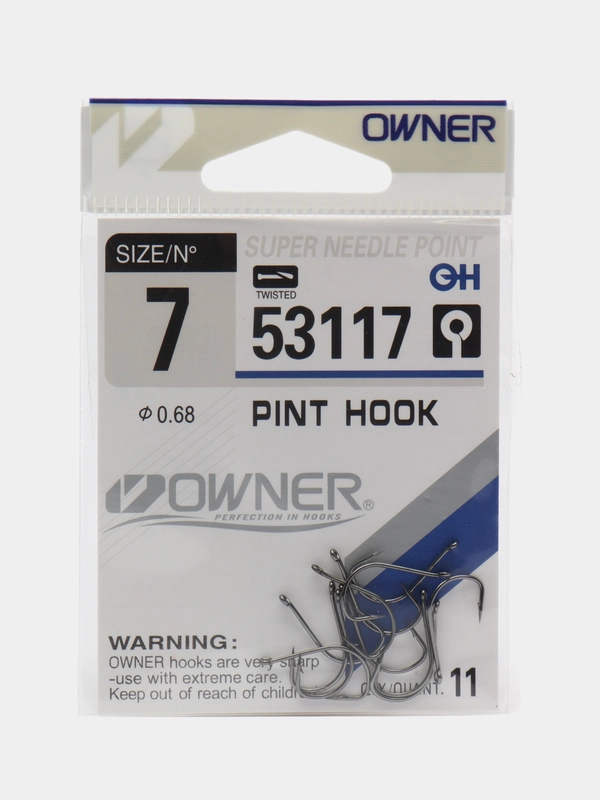 OWNER
SIZE/N°
7
SUPER NEEDLE POINT
TWISTED
53117
Φ 0.68
PINT HOOK
OWNER®
PERFECTION IN HOOKS
WARNING:
OWNER hooks are very sharp
-use with extreme care.
Keep out of reach of
QUANT. 11